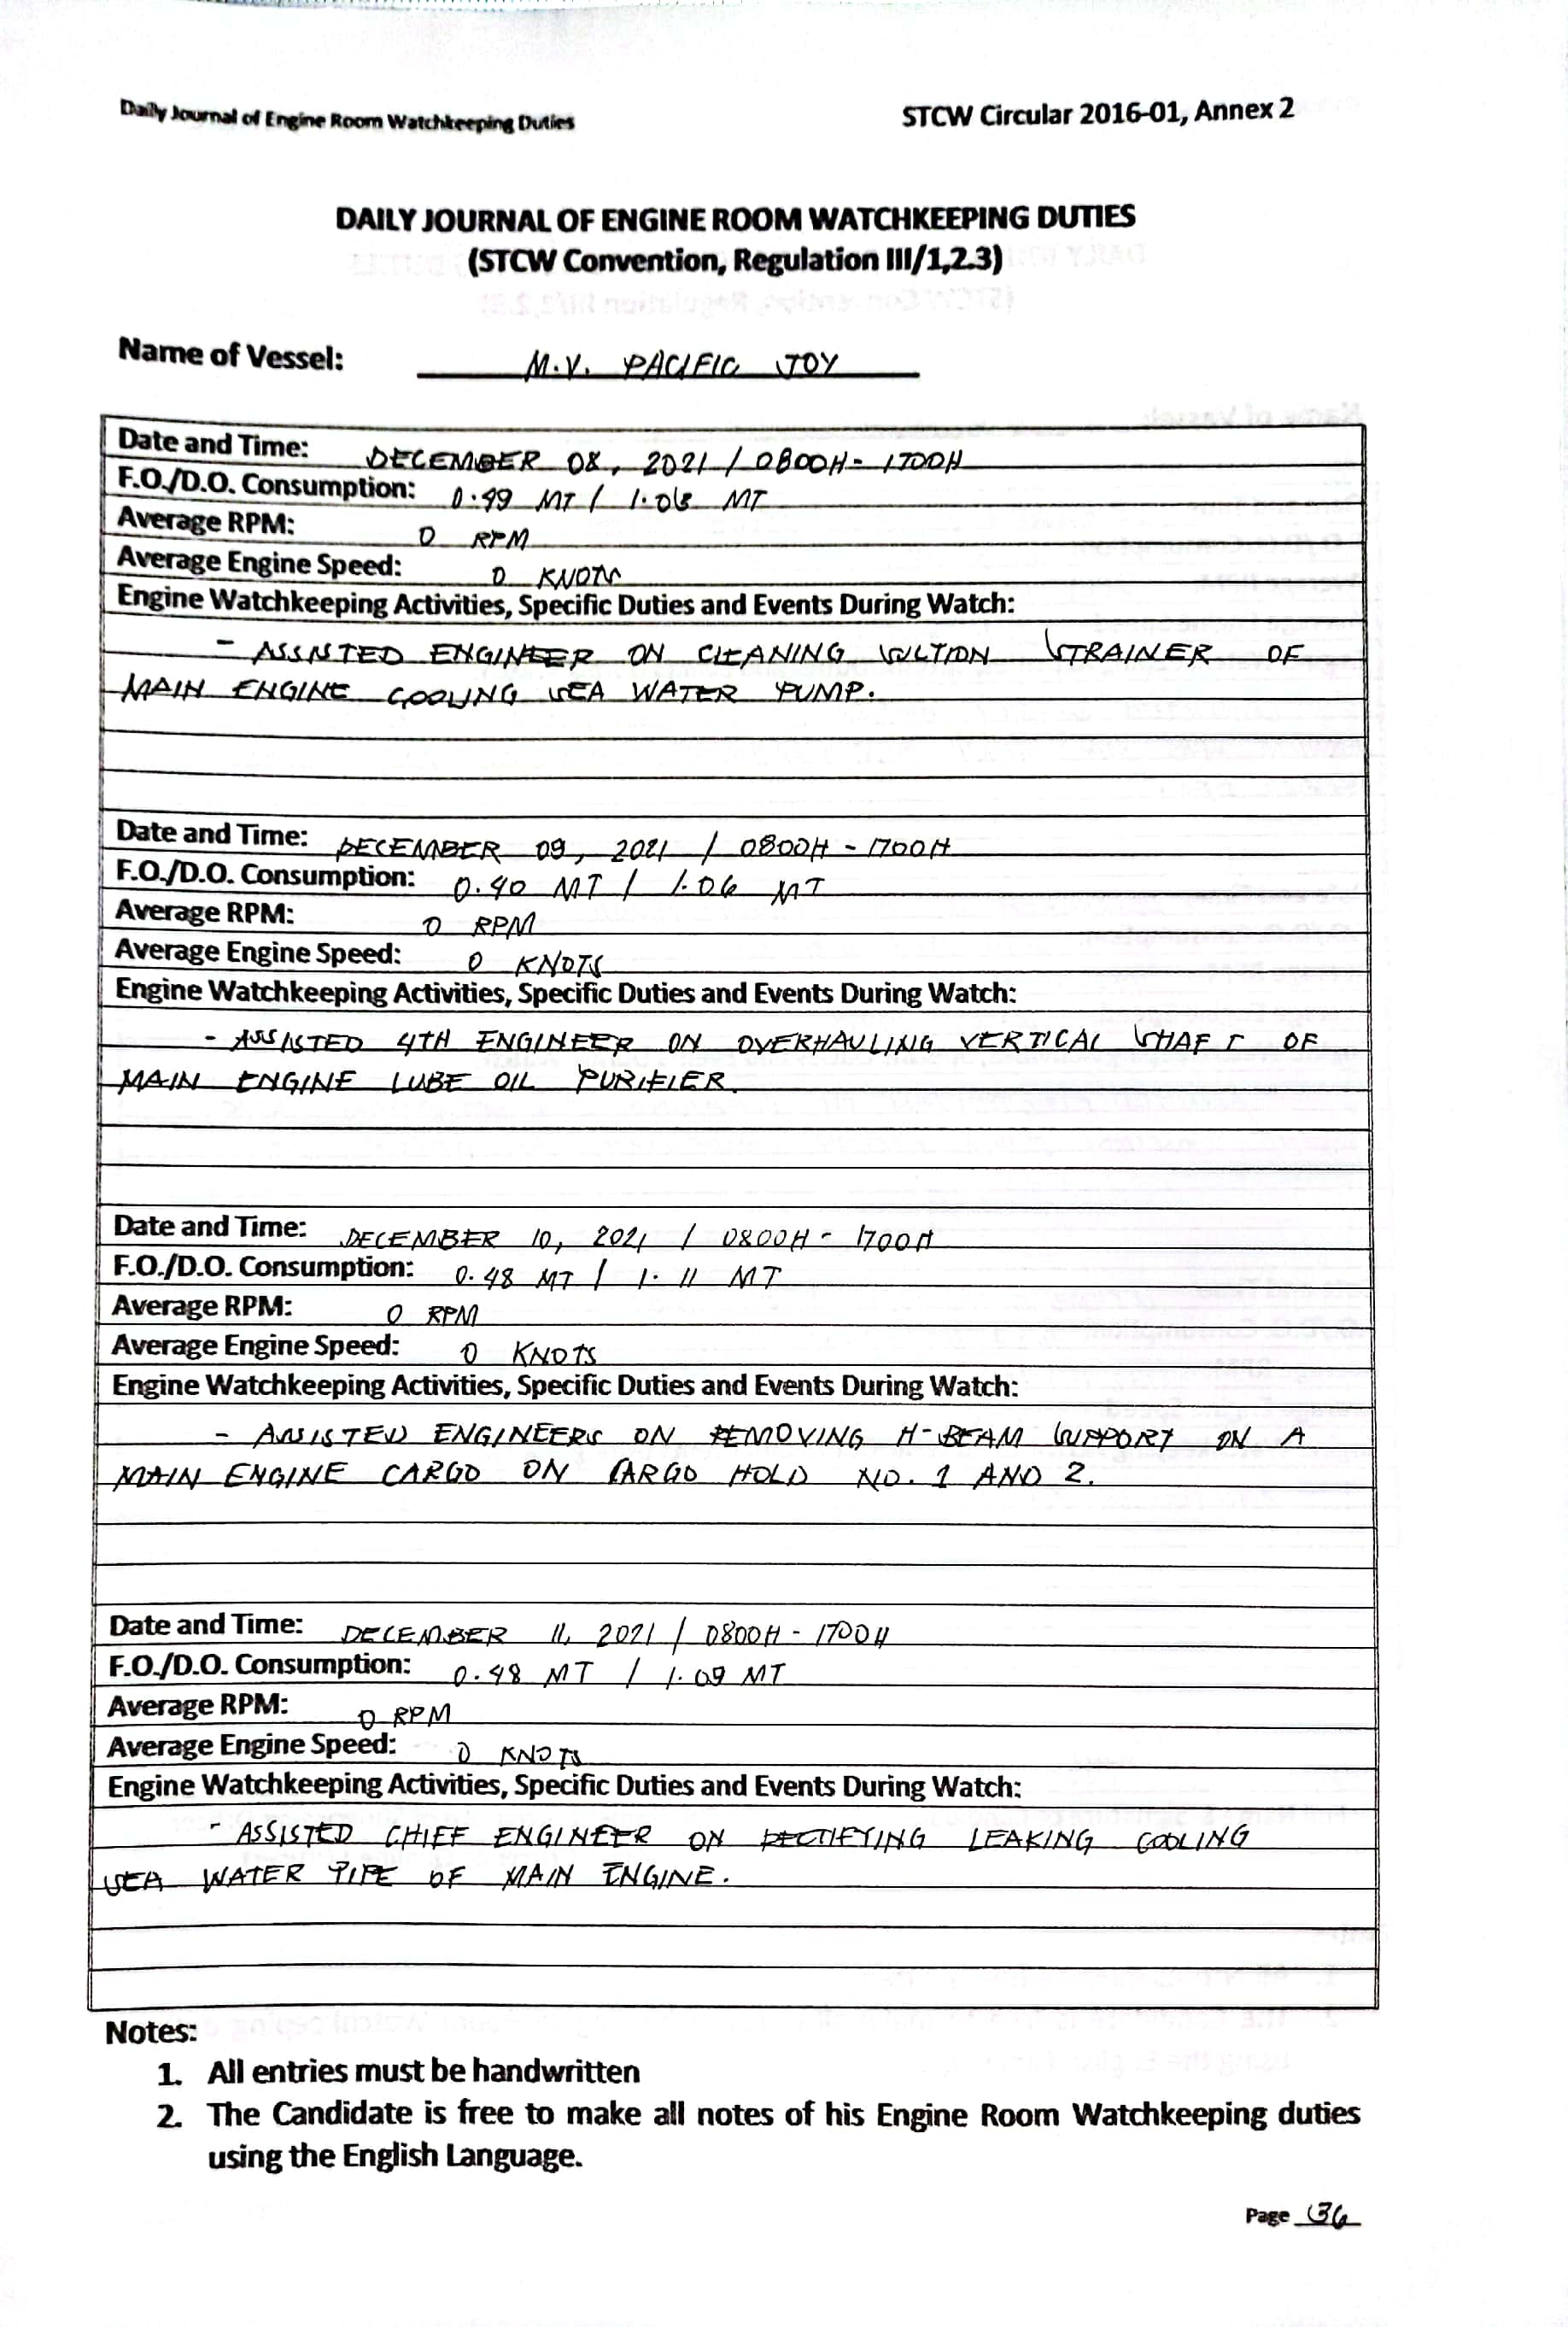 Daily Journal of Engine Room Watchkeeping Duties
STCW Circular 2016-01, Annex 2
DAILY JOURNAL OF ENGINE ROOM WATCHKEEPING DUTIES
(STCW Convention, Regulation III/1,2.3)
Name of Vessel: M.V. PACIFIC JOY
Date and Time: DECEMBER 08, 2021 / 0800H - 1700H
F.O./D.O. Consumption: 0.49 MT / MT
Average RPM: 0 RPM
Average Engine Speed: 0 KNOTS
Engine Watchkeeping Activities, Specific Duties and Events During Watch:
- ASSISTED ENGINEER ON CLEANING SUCTION STRAINER OF
MAIN ENGINE COOLING SEA WATER PUMP.
Date and Time: DECEMBER 09, 2021 / 0800H - 1700H
F.O./D.O. Consumption: 0.40 MT / 1.06 MT
Average RPM: 0 RPM
Average Engine Speed: 0 KNOTS
Engine Watchkeeping Activities, Specific Duties and Events During Watch:
- ASSISTED 4TH ENGINEER ON OVERHAULING VERTICAL SHAFT OF
MAIN ENGINE LUBE OIL PURIFIER.
Date and Time: DECEMBER 10, 2021 / 0800H - 1700H
F.O./D.O. Consumption: 0.48 MT / 1.11 MT
Average RPM: 0 RPM
Average Engine Speed: 0 KNOTS
Engine Watchkeeping Activities, Specific Duties and Events During Watch:
- ASSISTED ENGINEERS ON REMOVING H-BEAM SUPPORT ON A
MAIN ENGINE CARGO ON CARGO HOLD NO. 1 AND 2.
Date and Time: DECEMBER 11, 2021 / 0800H - 1700H
F.O./D.O. Consumption: 0.48 MT / 1.09 MT
Average RPM: 0 RPM
Average Engine Speed: 0 KNOTS
Engine Watchkeeping Activities, Specific Duties and Events During Watch:
- ASSISTED CHIEF ENGINEER ON RECTIFYING LEAKING COOLING
SEA WATER PIPE OF MAIN ENGINE.
Notes:
1. All entries must be handwritten
2. The Candidate is free to make all notes of his Engine Room Watchkeeping duties
using the English Language.
Page 36